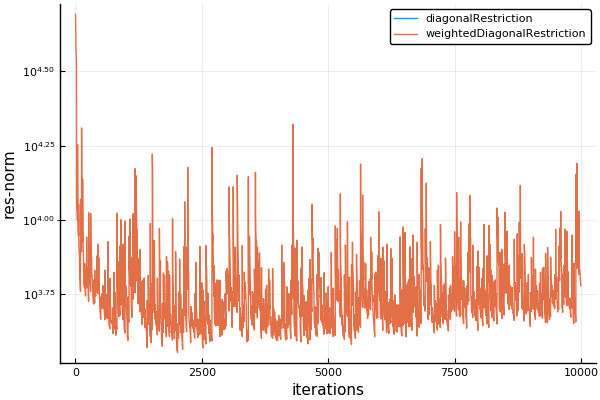 diagonalRestriction
weightedDiagonalRestriction
10^4.50
10^4.25
10^4.00
10^3.75
res-norm
0 2500 5000 7500 10000
iterations